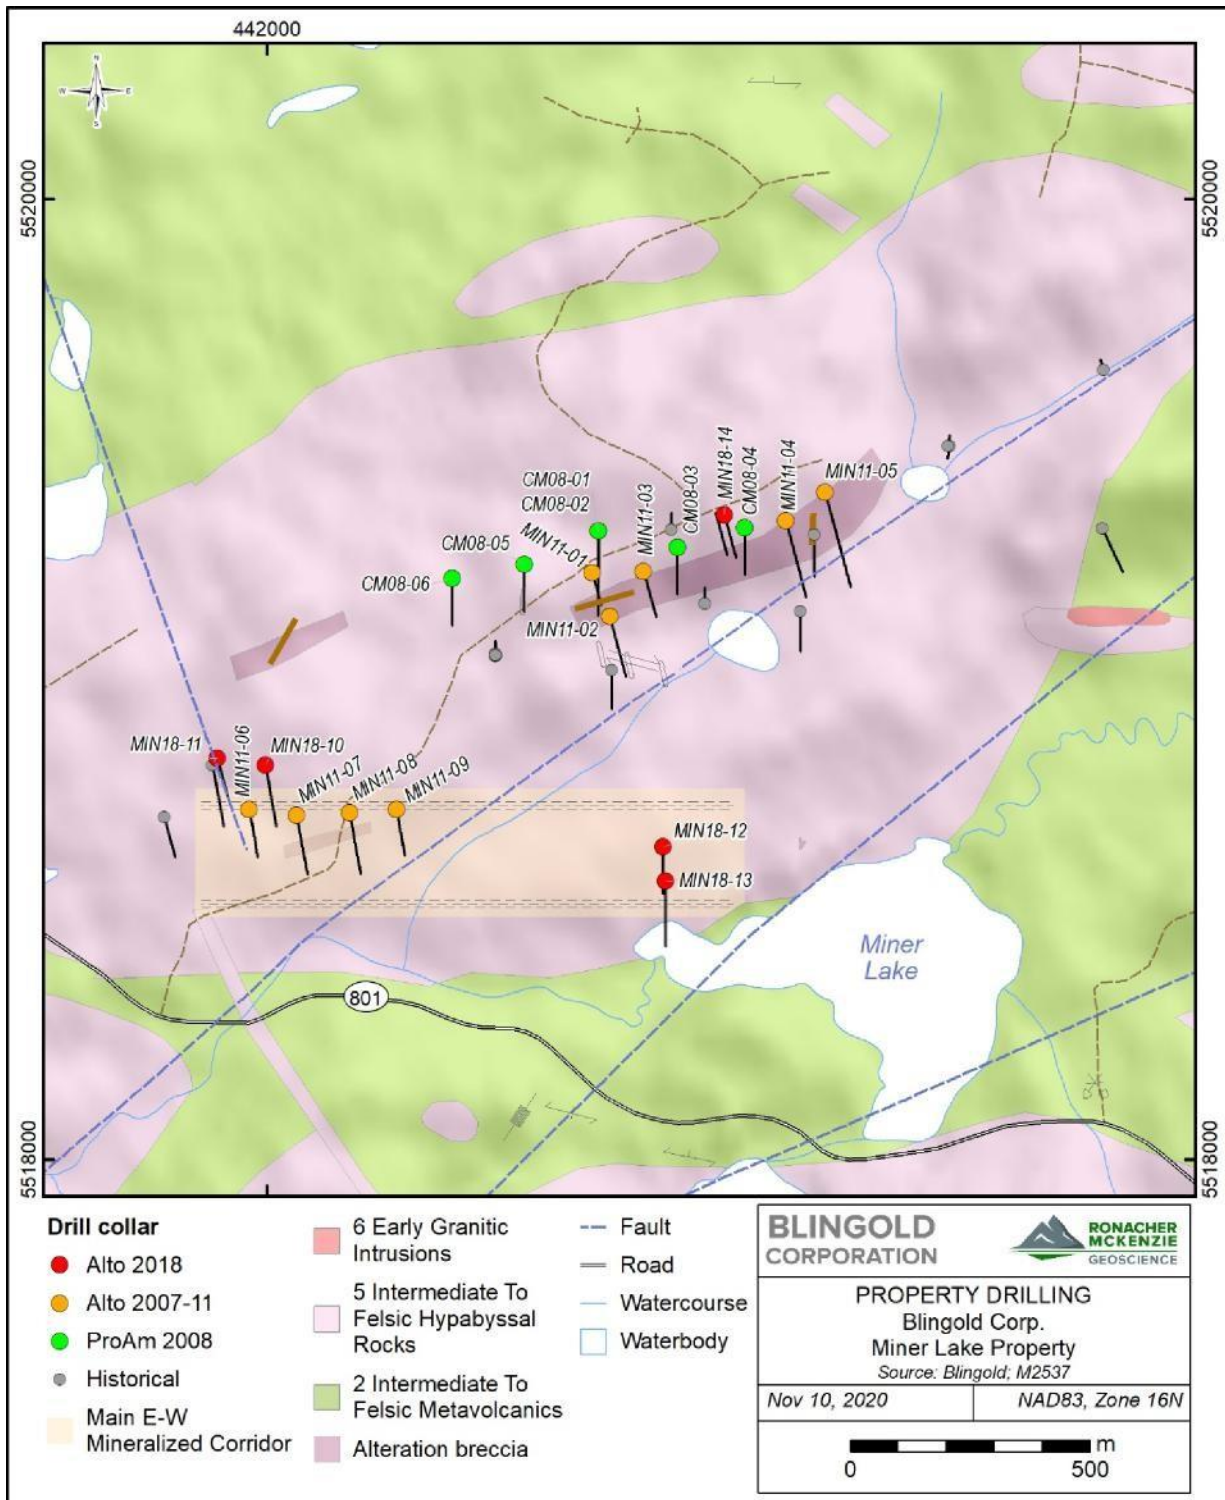 442000
N
W E
S
5520000
5520000
CM08-01
CM08-02
CM08-05
CM08-06
MIN11-01
MIN11-02
MIN11-03
CM08-03
MIN18-14
CM08-04
MIN11-04
MIN11-05
MIN18-11
MIN11-06
MIN18-10
MIN11-07
MIN11-08
MIN11-09
MIN18-12
MIN18-13
Miner
Lake
801
5518000
5518000
Drill collar
Alto 2018
Alto 2007-11
ProAm 2008
Historical
Main E-W
Mineralized Corridor
6 Early Granitic
Intrusions
5 Intermediate To
Felsic Hypabyssal
Rocks
2 Intermediate To
Felsic Metavolcanics
Alteration breccia
Fault
Road
Watercourse
Waterbody
BLINGOLD
CORPORATION
RONACHER
MCKENZIE
GEOSCIENCE
PROPERTY DRILLING
Blingold Corp.
Miner Lake Property
Source: Blingold; M2537
Nov 10, 2020 NAD83, Zone 16N
m
0 500